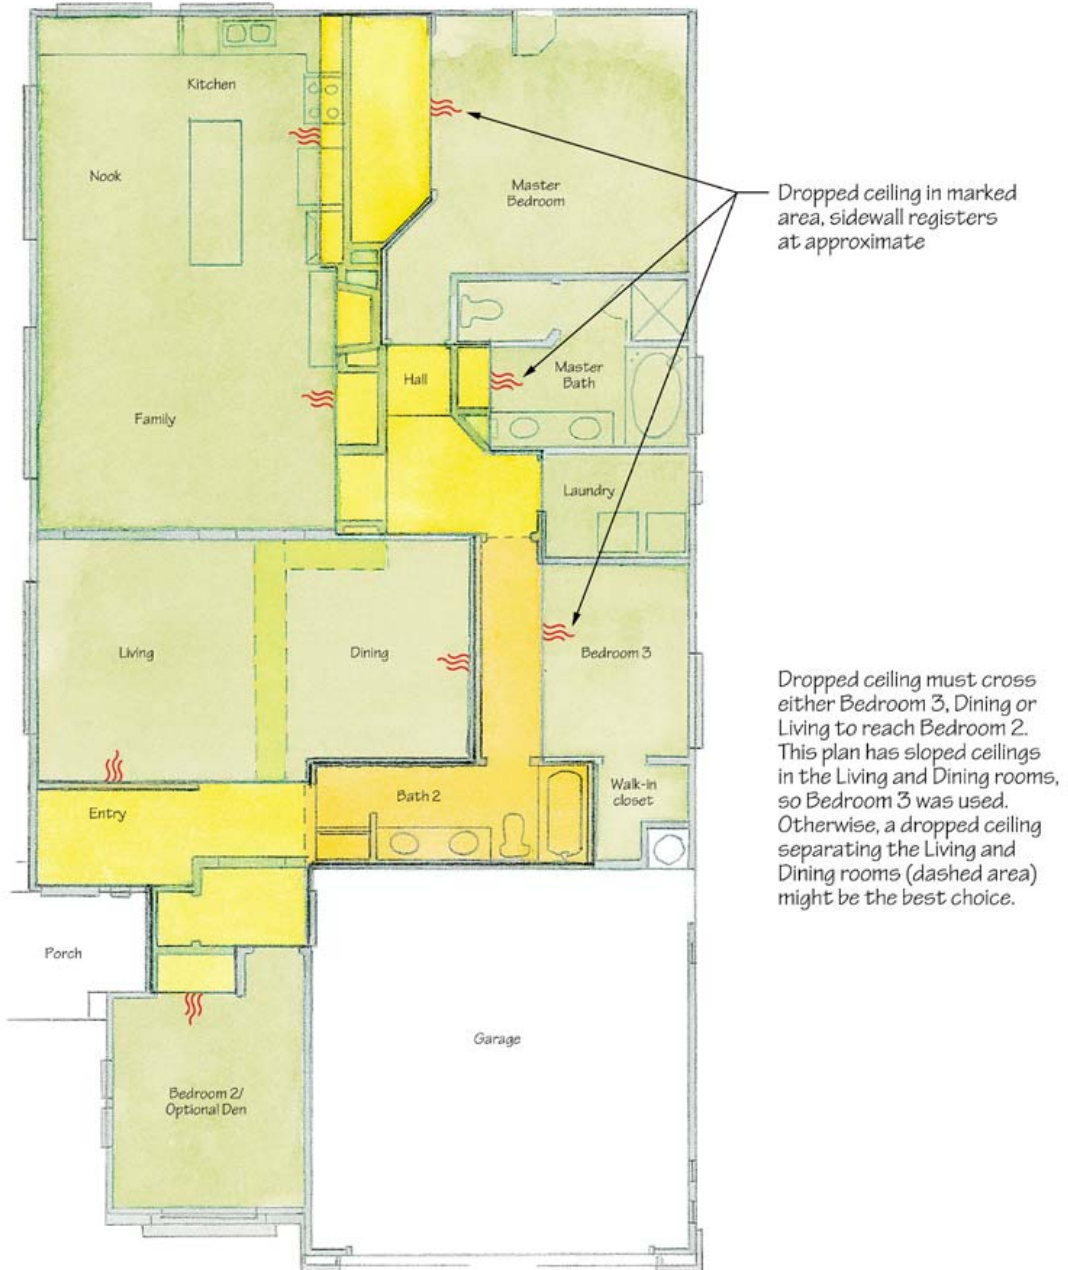 Kitchen
Nook
Master
Bedroom
Dropped ceiling in marked
area, sidewall registers
at approximate
Hall
Master
Bath
Family
Laundry
Living
Dining
Bedroom 3
Dropped ceiling must cross
either Bedroom 3, Dining or
Living to reach Bedroom 2.
This plan has sloped ceilings
in the Living and Dining rooms,
so Bedroom 3 was used.
Otherwise, a dropped ceiling
separating the Living and
Dining rooms (dashed area)
might be the best choice.
Entry
Bath 2
Walk-in
closet
Porch
Garage
Bedroom 2/
Optional Den